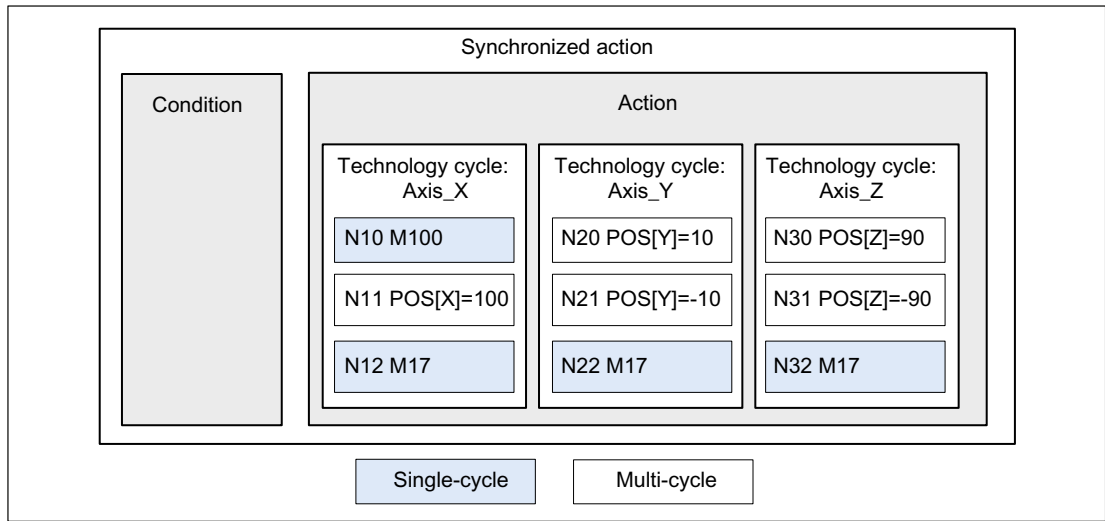 Synchronized action
Condition
Action
Technology cycle:
Axis_X
N10 M100
N11 POS[X]=100
N12 M17
Technology cycle:
Axis_Y
N20 POS[Y]=10
N21 POS[Y]=-10
N22 M17
Technology cycle:
Axis_Z
N30 POS[Z]=90
N31 POS[Z]=-90
N32 M17
Single-cycle
Multi-cycle